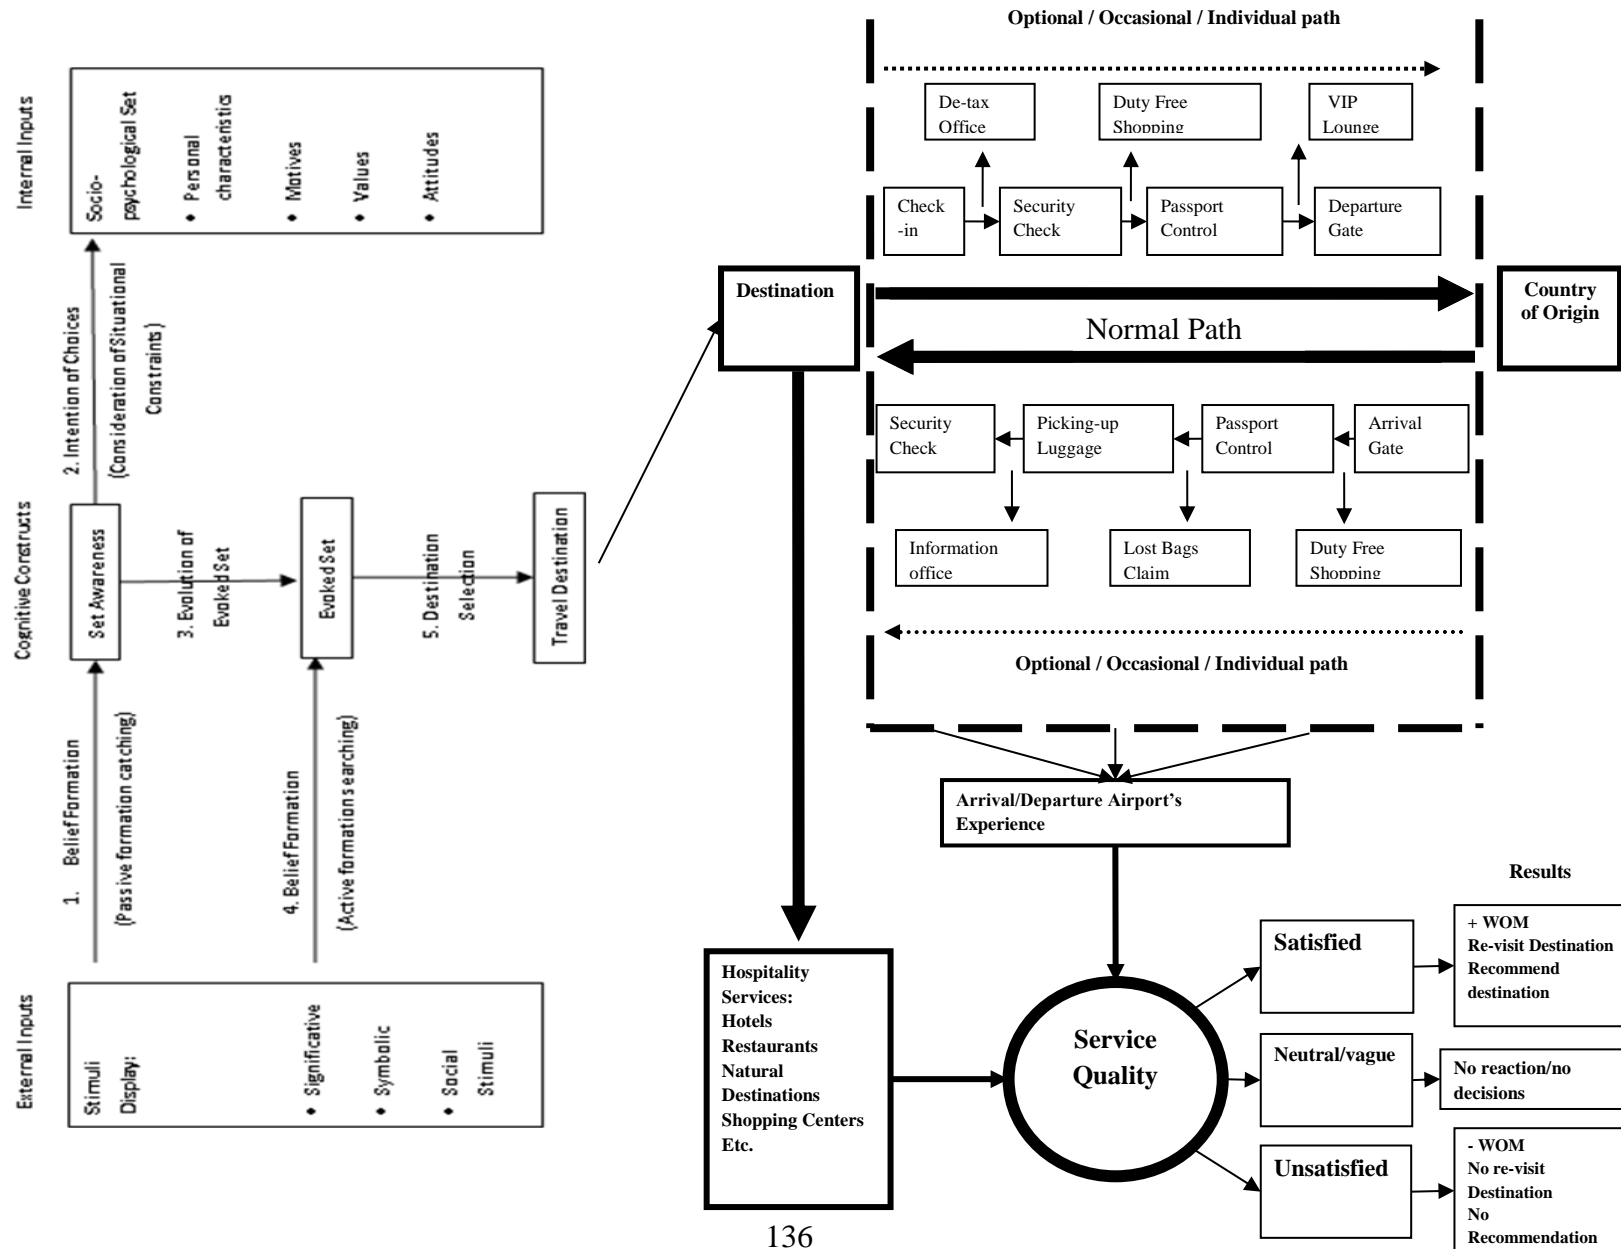 Internal Inputs
Socio-
psychological Set
• Personal
characteristics
• Motives
• Values
• Attitudes
2. Intention of Choices
(Consideration of Situational
Constraints)
Cognitive Constructs
Set Awareness
3. Evolution of
Evoked Set
Evoked Set
5. Destination
Selection
Travel Destination
1. Belief Formation
(Passive formation catching)
4. Belief Formation
(Active formation searching)
External Inputs
Stimuli
Display:
• Significative
• Symbolic
• Social
Stimuli
Optional / Occasional / Individual path
De-tax
Office
Duty Free
Shopping
VIP
Lounge
Check
-in
Security
Check
Passport
Control
Departure
Gate
Destination
Normal Path
Country
of Origin
Security
Check
Picking-up
Luggage
Passport
Control
Arrival
Gate
Information
office
Lost Bags
Claim
Duty Free
Shopping
Optional / Occasional / Individual path
Arrival/Departure Airport's
Experience
Hospitality
Services:
Hotels
Restaurants
Natural
Destinations
Shopping Centers
Etc.
Service
Quality
Results
Satisfied
+ WOM
Re-visit Destination
Recommend
destination
Neutral/vague
No reaction/no
decisions
Unsatisfied
- WOM
No re-visit
Destination
No
Recommendation
136